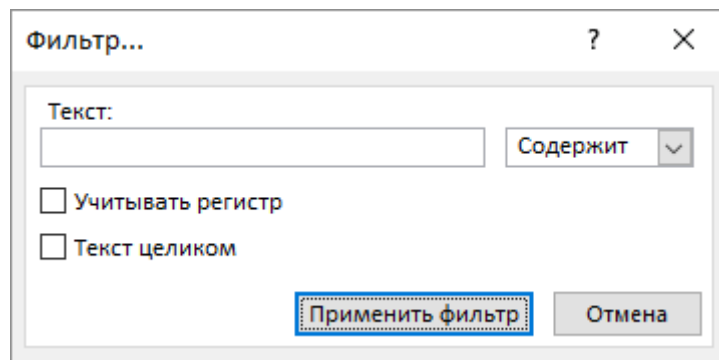 Фильтр... ?
Текст:
Содержит
Учитывать регистр
Текст целиком
Применить фильтр Отмена